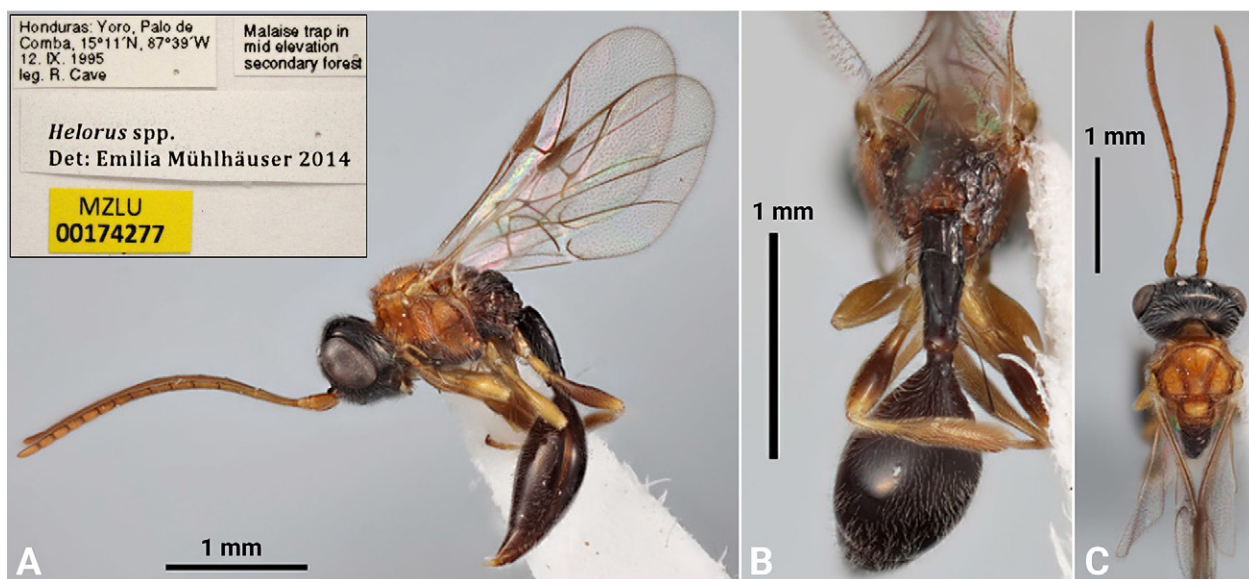 Honduras: Yoro, Palo de
Comba, 15°11´N, 87°39´W
12. IX. 1995
leg. R. Cave
Malaise trap in
mid elevation
secondary forest
Helorus spp.
Det: Emilia Mühlhäuser 2014
MZLU
00174277
1 mm
A
1 mm
B
1 mm
C